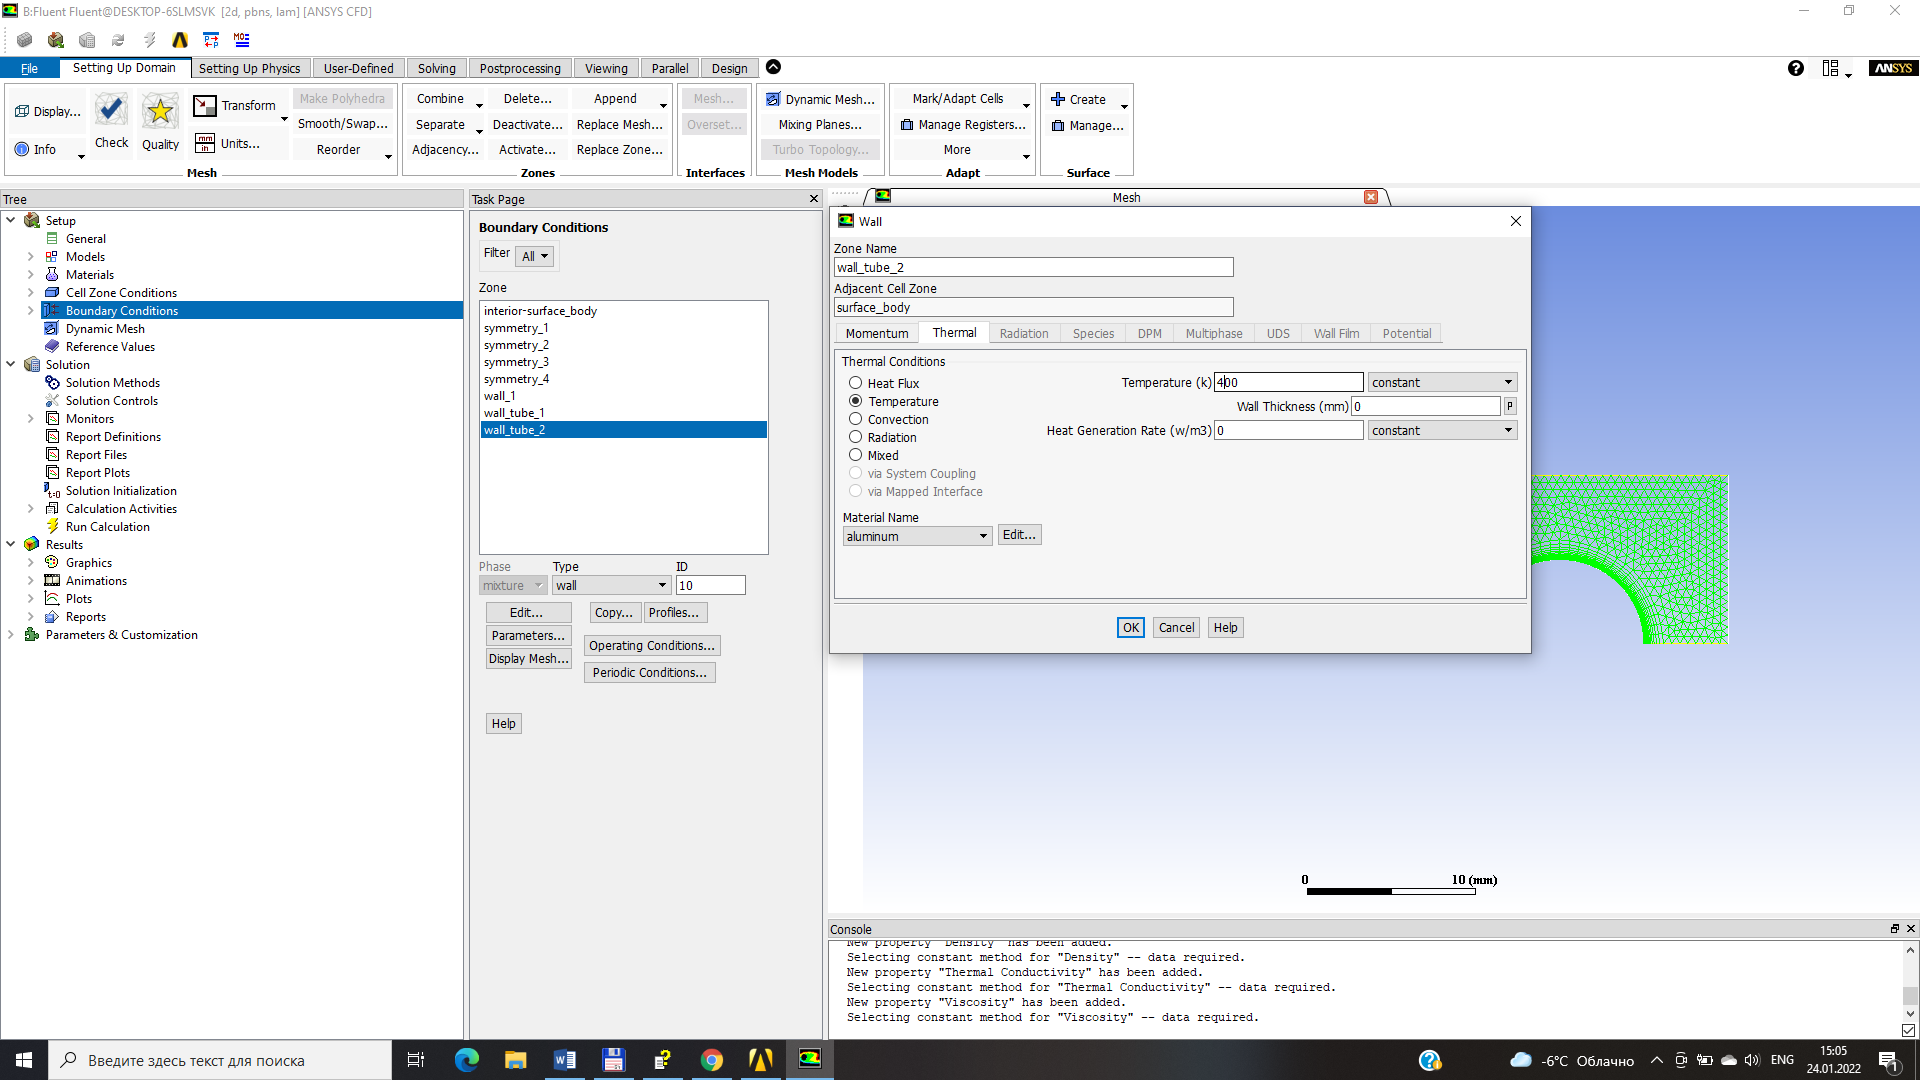 B:Fluent Fluent@DESKTOP-6SLMSVK [2d, pbns, lam] [ANSYS CFD]
File
Setting Up Domain
Setting Up Physics
User-Defined
Solving
Postprocessing
Viewing
Parallel
Design
ANSYS
Display...
Info
Check
Quality
Transform
Units...
Make Polyhedra
Smooth/Swap...
Reorder
Mesh
Combine
Delete...
Append
Separate
Deactivate...
Replace Mesh...
Adjacency...
Activate...
Replace Zone...
Zones
Mesh...
Overset...
Interfaces
Dynamic Mesh...
Mixing Planes...
Turbo Topology...
Mesh Models
Mark/Adapt Cells
Manage Registers...
More
Adapt
Create
Manage...
Surface
Tree
Setup
General
Models
Materials
Cell Zone Conditions
Boundary Conditions
Dynamic Mesh
Reference Values
Solution
Solution Methods
Solution Controls
Monitors
Report Definitions
Report Files
Report Plots
Solution Initialization
Calculation Activities
Run Calculation
Results
Graphics
Animations
Plots
Reports
Parameters & Customization
Task Page
Boundary Conditions
Filter
All
Zone
interior-surface_body
symmetry_1
symmetry_2
symmetry_3
symmetry_4
wall_1
wall_tube_1
wall_tube_2
Phase
Type
ID
mixture
wall
10
Edit...
Copy...
Profiles...
Parameters...
Operating Conditions...
Display Mesh...
Periodic Conditions...
Help
Mesh
Wall
Zone Name
wall_tube_2
Adjacent Cell Zone
surface_body
Momentum
Thermal
Radiation
Species
DPM
Multiphase
UDS
Wall Film
Potential
Thermal Conditions
Heat Flux
Temperature
Convection
Radiation
Mixed
via System Coupling
via Mapped Interface
Temperature (k) 400 constant
Wall Thickness (mm) 0 P
Heat Generation Rate (w/m3) 0 constant
Material Name
aluminum
Edit...
OK
Cancel
Help
0 10 (mm)
Console
New property "Density" has been added.
Selecting constant method for "Density" -- data required.
New property "Thermal Conductivity" has been added.
Selecting constant method for "Thermal Conductivity" -- data required.
New property "Viscosity" has been added.
Selecting constant method for "Viscosity" -- data required.
Введите здесь текст для поиска
-6°C Облачно
ENG
15:05
24.01.2022
1